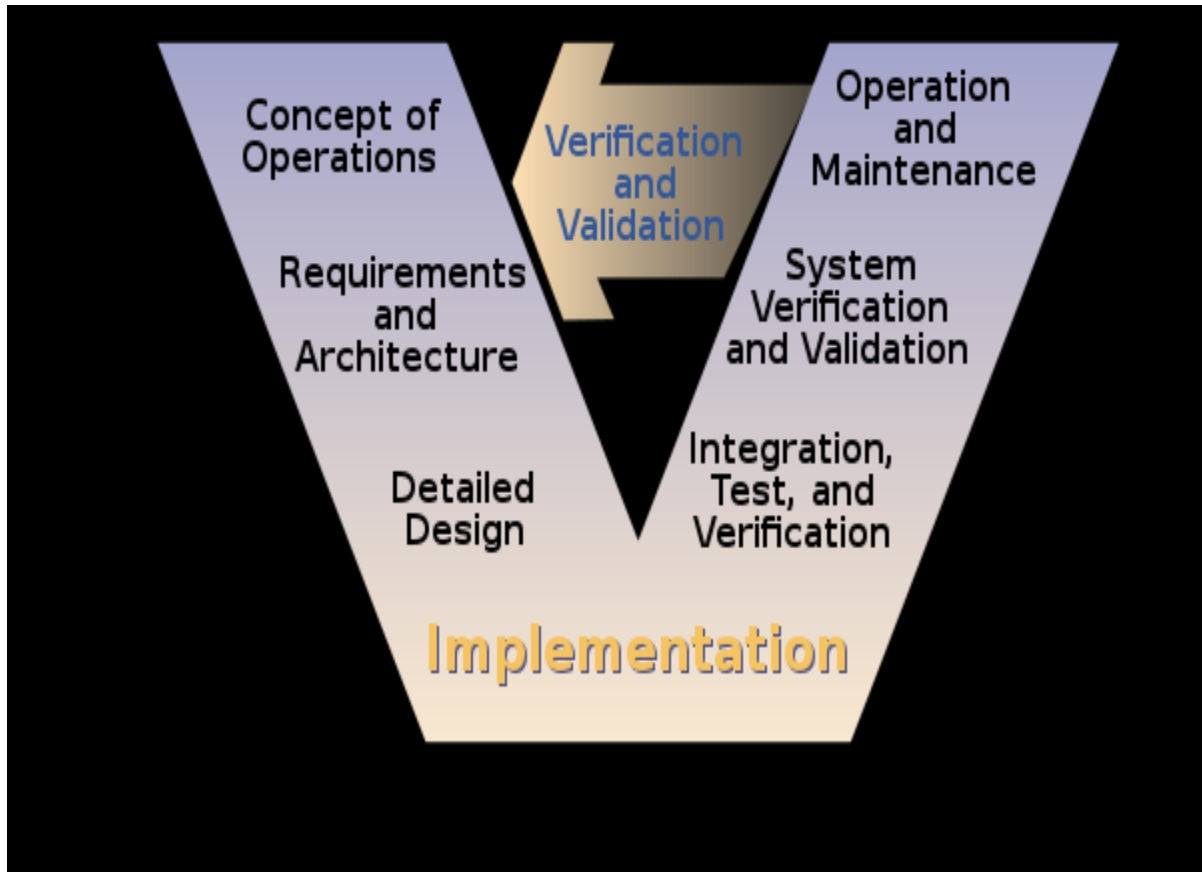 Concept of
Operations
Requirements
and
Architecture
Detailed
Design
Implementation
Integration,
Test, and
Verification
System
Verification
and Validation
Operation
and
Maintenance
Verification
and
Validation